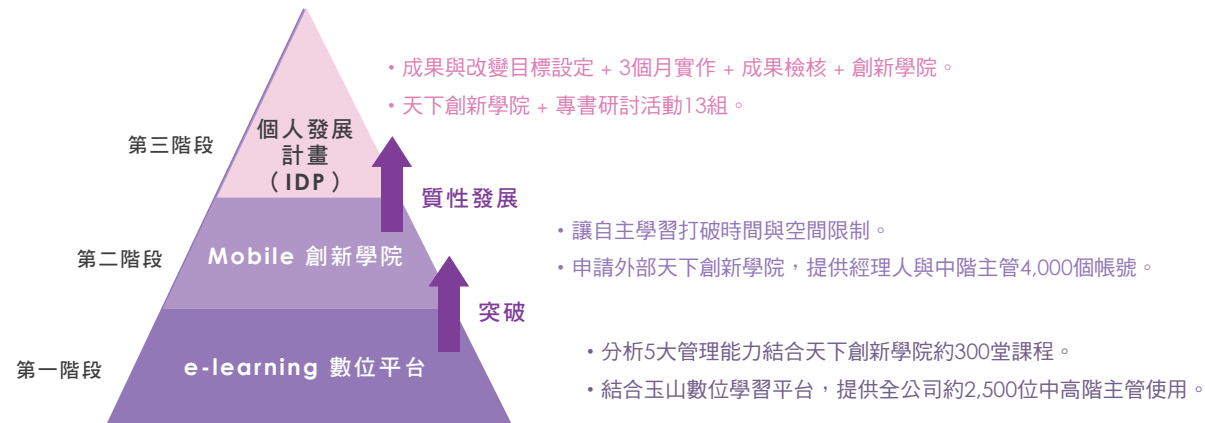 • 成果與改變目標設定 + 3個月實作 + 成果檢核 + 創新學院。
• 天下創新學院 + 專書研討活動13組。
第三階段
個人發展
計畫
（IDP）
質性發展
• 讓自主學習打破時間與空間限制。
• 申請外部天下創新學院，提供經理人與中階主管4,000個帳號。
第二階段
Mobile 創新學院
突破
• 分析5大管理能力結合天下創新學院約300堂課程。
• 結合玉山數位學習平台，提供全公司約2,500位中高階主管使用。
第一階段
e-learning 數位平台